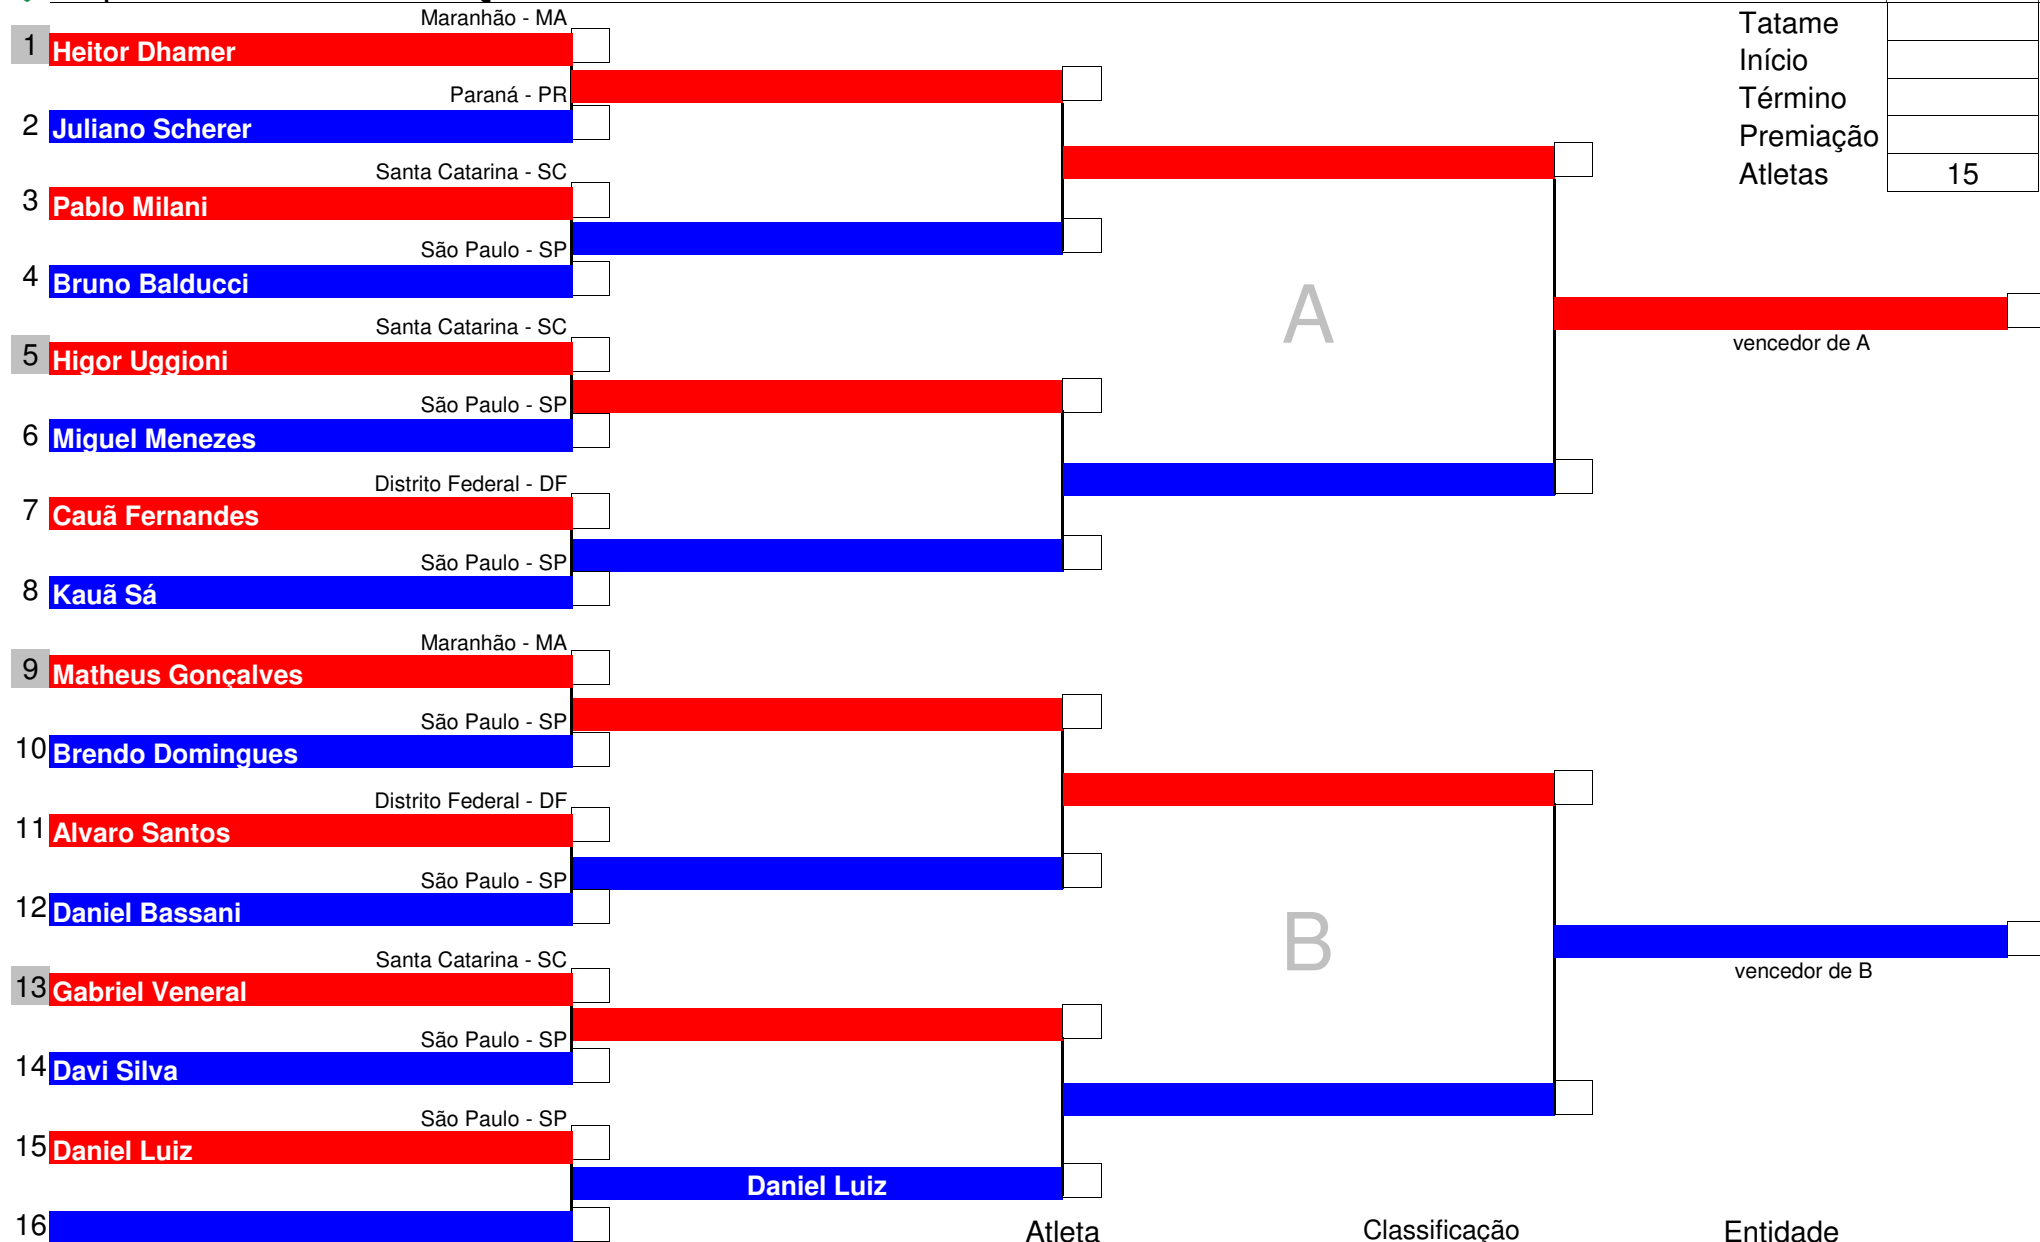 Maranhão - MA
1 Heitor Dhamer
Paraná - PR
2 Juliano Scherer
Santa Catarina - SC
3 Pablo Milani
São Paulo - SP
4 Bruno Balducci
Santa Catarina - SC
5 Higor Uggioni
São Paulo - SP
6 Miguel Menezes
Distrito Federal - DF
7 Cauã Fernandes
São Paulo - SP
8 Kauã Sá
Maranhão - MA
9 Matheus Gonçalves
São Paulo - SP
10 Brendo Domingues
Distrito Federal - DF
11 Alvaro Santos
São Paulo - SP
12 Daniel Bassani
Santa Catarina - SC
13 Gabriel Veneral
São Paulo - SP
14 Davi Silva
São Paulo - SP
15 Daniel Luiz
16
Daniel Luiz
A
B
vencedor de A
vencedor de B
Tatame
Início
Término
Premiação
Atletas 15
Atleta Classificação Entidade